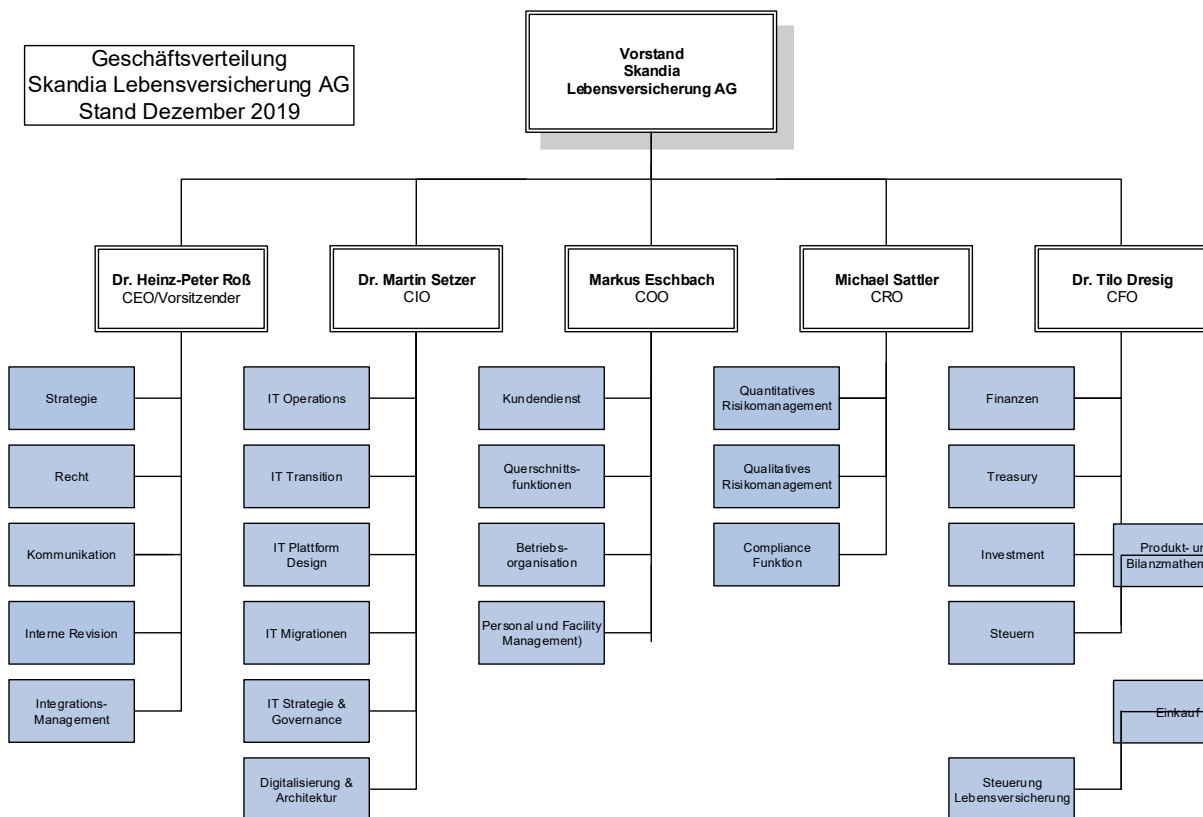 Geschäftsverteilung
Skandia Lebensversicherung AG
Stand Dezember 2019
Vorstand
Skandia
Lebensversicherung AG
Dr. Heinz-Peter Roß
CEO/Vorsitzender
Dr. Martin Setzer
CIO
Markus Eschbach
COO
Michael Sattler
CRO
Dr. Tilo Dresig
CFO
Strategie
Recht
Kommunikation
Interne Revision
Integrations-
Management
IT Operations
IT Transition
IT Plattform
Design
IT Migrationen
IT Strategie &
Governance
Digitalisierung &
Architektur
Kundendienst
Querschnitts-
funktionen
Betriebs-
organisation
Personal und Facility
Management)
Quantitatives
Risikomanagement
Qualitatives
Risikomanagement
Compliance
Funktion
Finanzen
Treasury
Investment
Steuern
Steuerung
Lebensversicherung
Produkt-
Einkauf